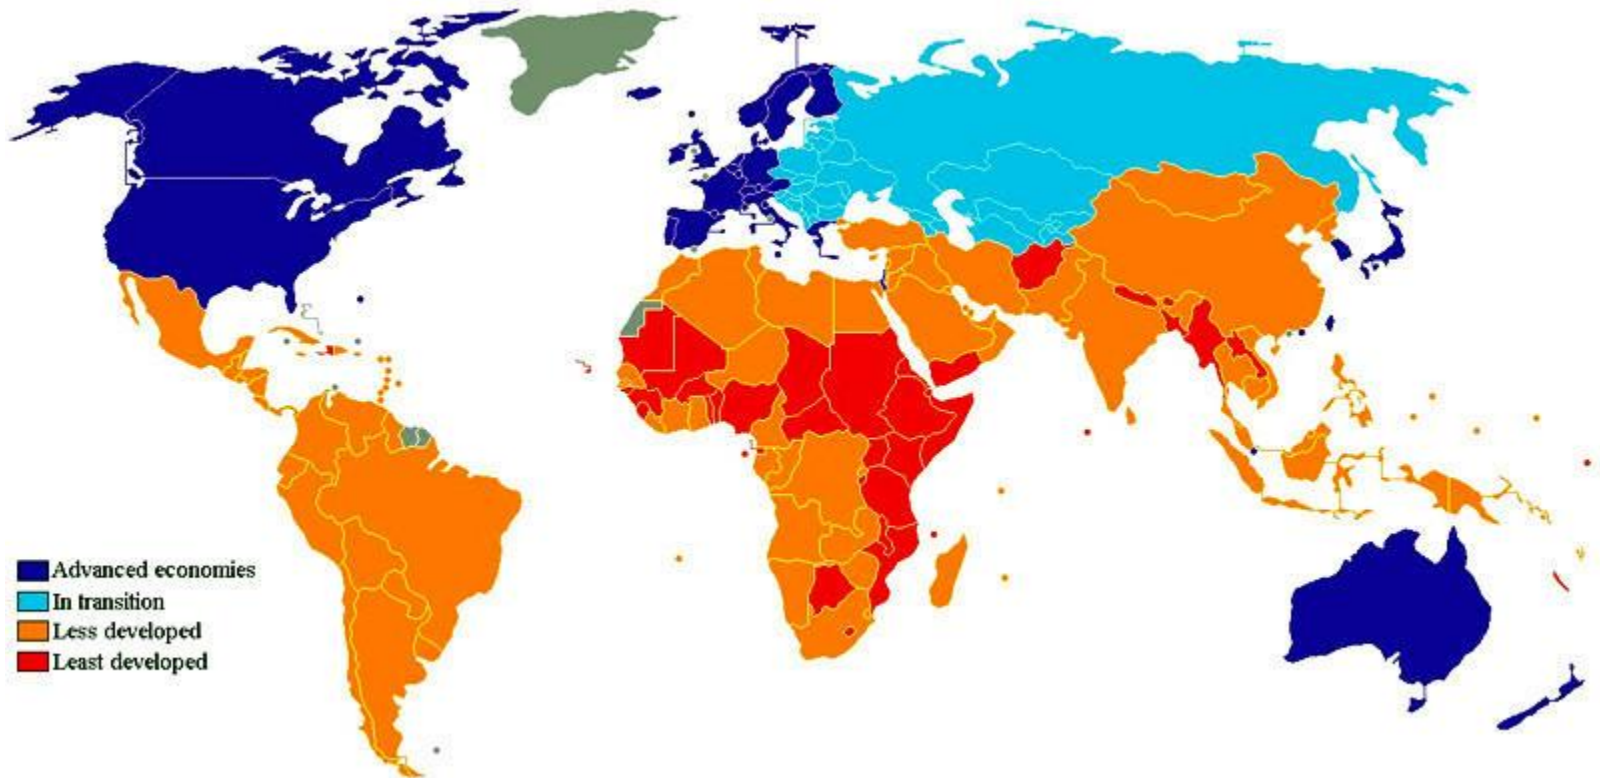 Advanced economies
In transition
Less developed
Least developed